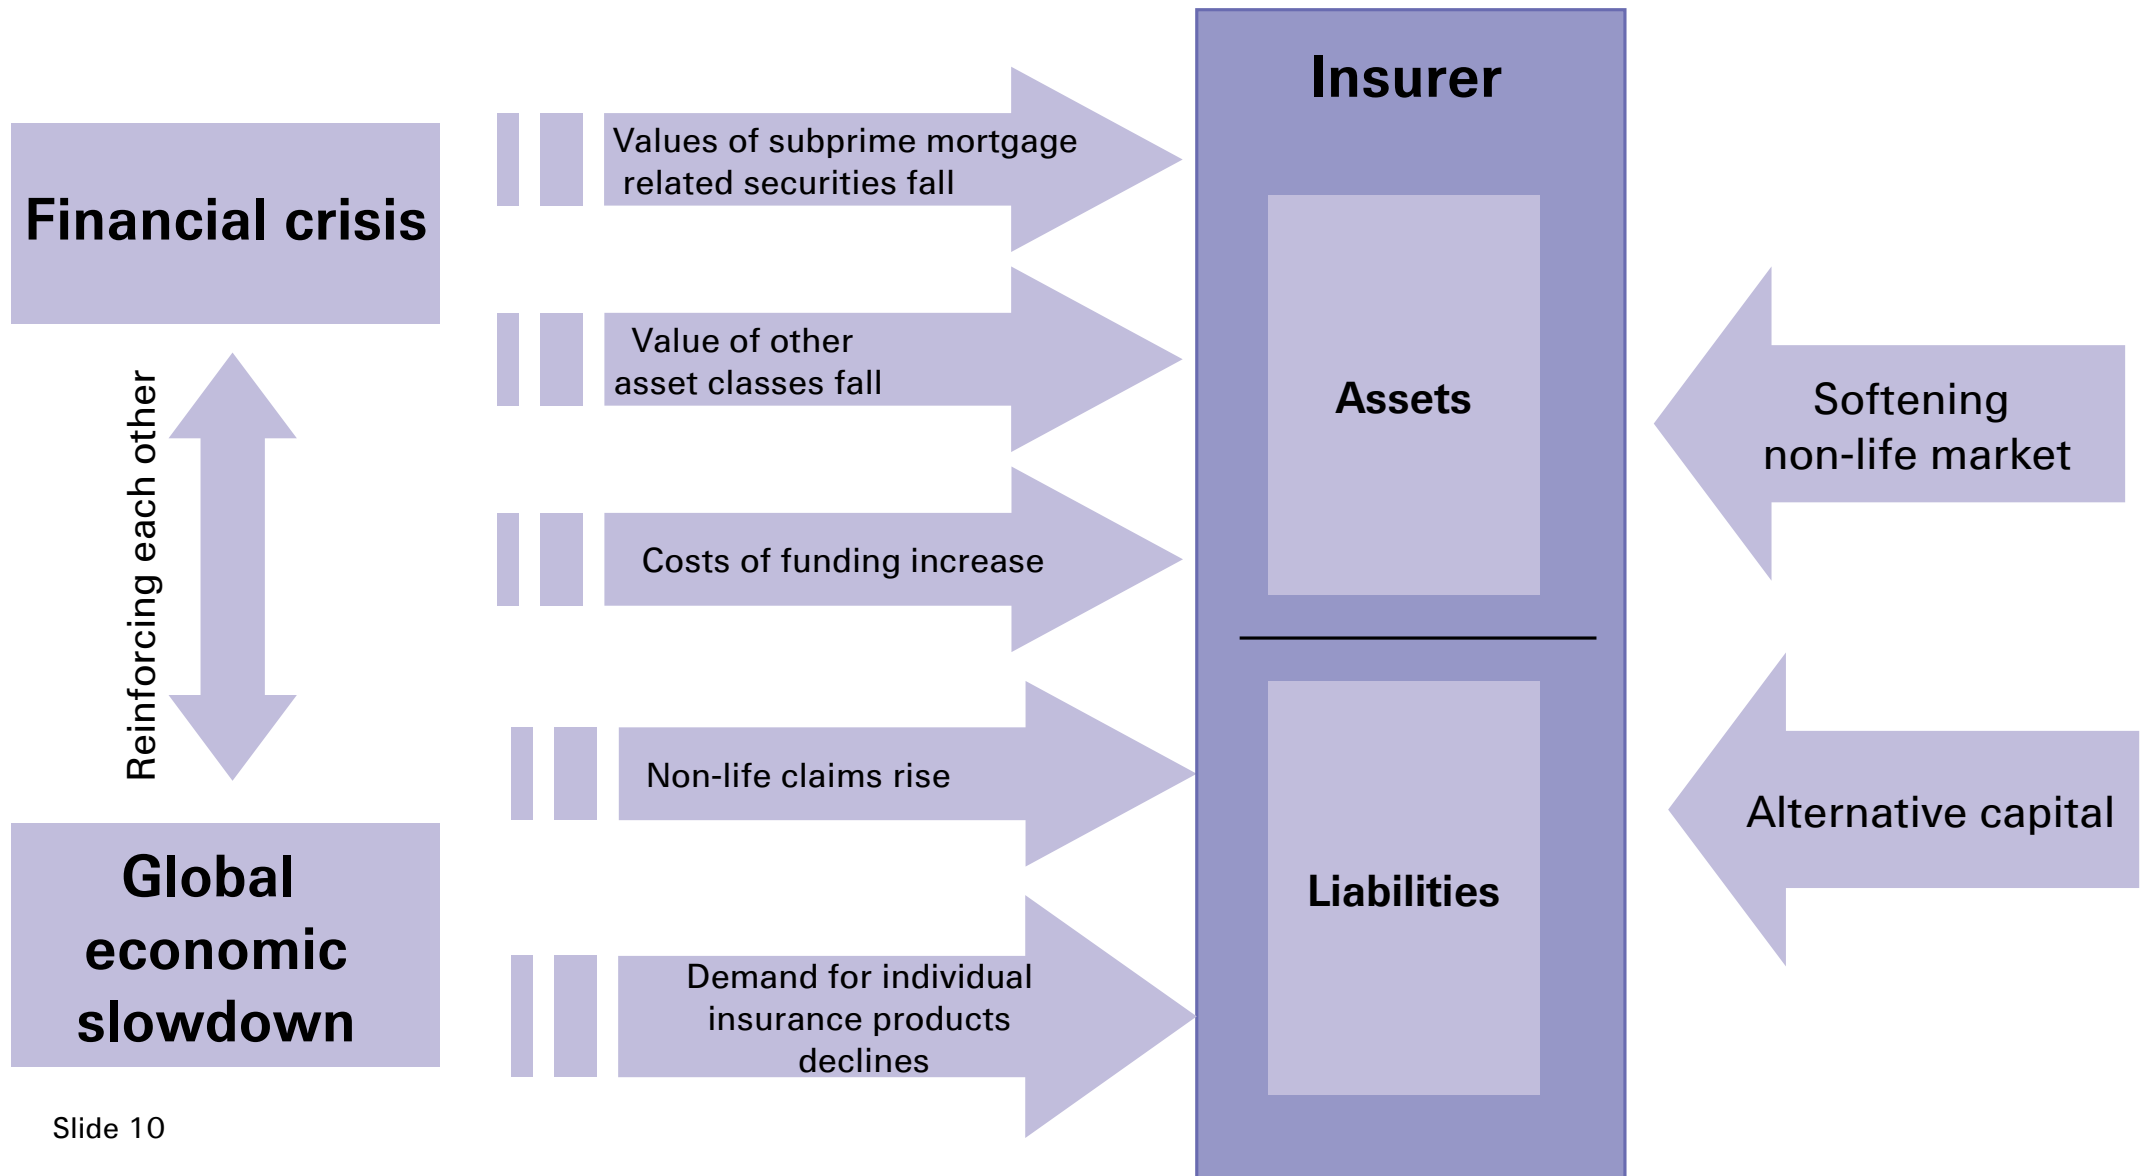 Financial crisis
Reinforcing each other
Global
economic
slowdown
Values of subprime mortgage
related securities fall
Value of other
asset classes fall
Costs of funding increase
Non-life claims rise
Demand for individual
insurance products
declines
Insurer
Assets
Liabilities
Softening
non-life market
Alternative capital
Slide 10